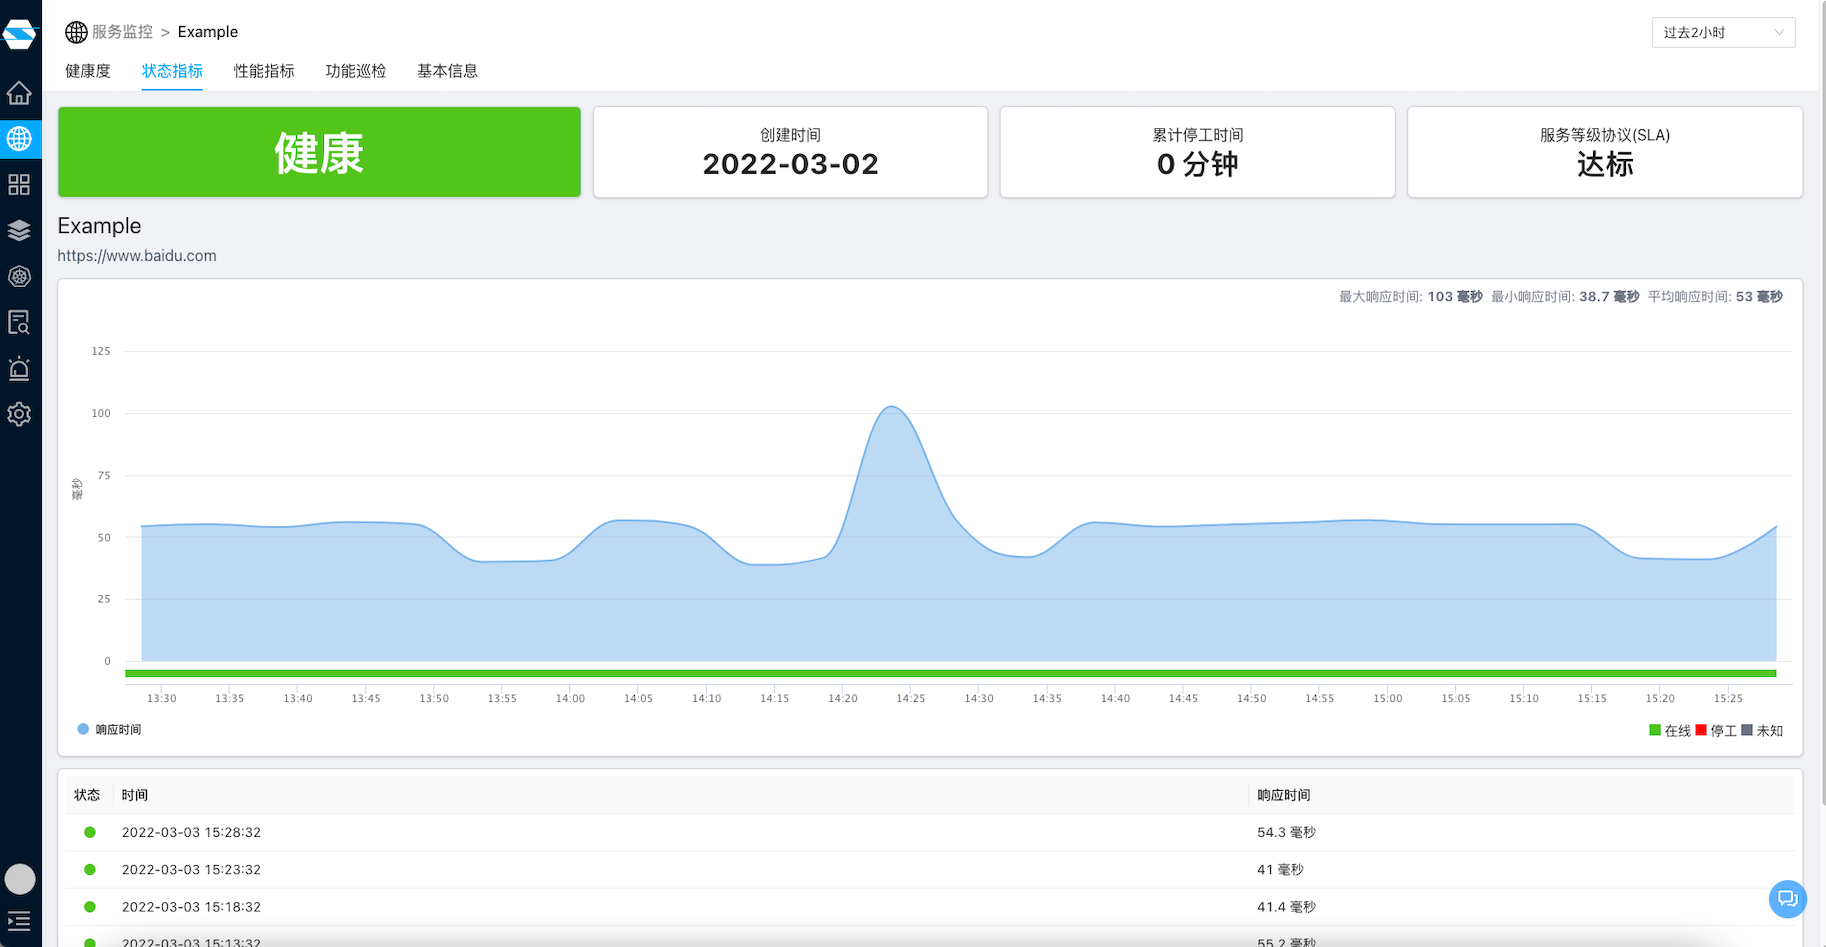 服务监控 > Example
过去2小时
健康度 状态指标 性能指标 功能巡检 基本信息
健康
创建时间
2022-03-02
累计停工时间
0 分钟
服务等级协议(SLA)
达标
Example
https://www.baidu.com
最大响应时间: 103 毫秒 最小响应时间: 38.7 毫秒 平均响应时间: 53 毫秒
125
100
75
毫秒
50
25
0
13:30 13:35 13:40 13:45 13:50 13:55 14:00 14:05 14:10 14:15 14:20 14:25 14:30 14:35 14:40 14:45 14:50 14:55 15:00 15:05 15:10 15:15 15:20 15:25
响应时间
在线 停工 未知
状态 时间 响应时间
2022-03-03 15:28:32 54.3 毫秒
2022-03-03 15:23:32 41 毫秒
2022-03-03 15:18:32 41.4 毫秒
2022-03-03 15:13:32 55.2 毫秒